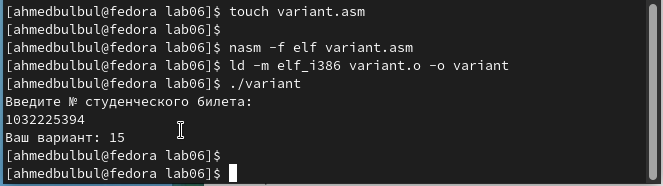 [ahmedbulbul@fedora lab06]$ touch variant.asm
[ahmedbulbul@fedora lab06]$
[ahmedbulbul@fedora lab06]$ nasm -f elf variant.asm
[ahmedbulbul@fedora lab06]$ ld -m elf_i386 variant.o -o variant
[ahmedbulbul@fedora lab06]$ ./variant
Введите № студенческого билета:
1032225394
Ваш вариант: 15
[ahmedbulbul@fedora lab06]$
[ahmedbulbul@fedora lab06]$